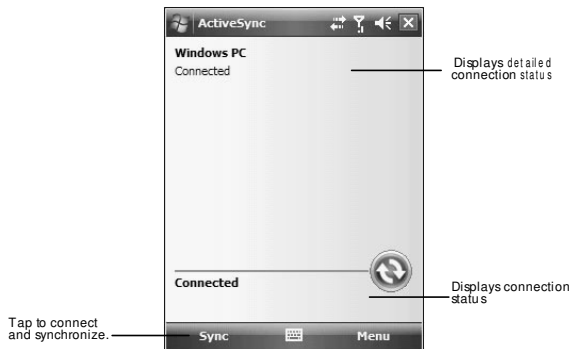 ActiveSync
Windows PC
Connected
Displays detailed
connection status
Connected
Displays connection
status
Tap to connect
and synchronize.
Sync
Menu